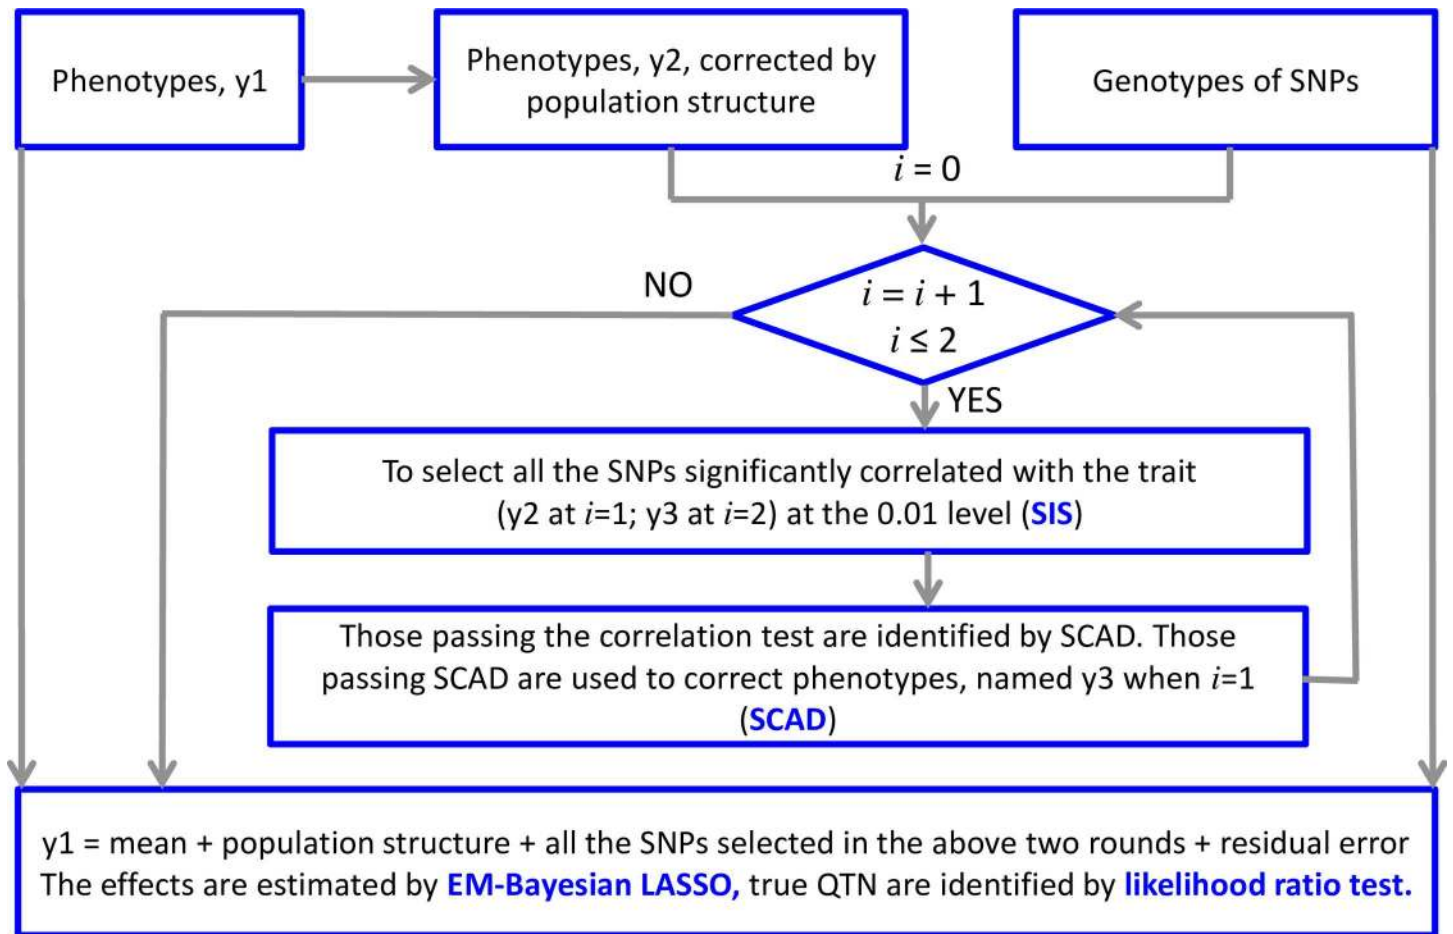 Phenotypes, y1
Phenotypes, y2, corrected by
population structure
Genotypes of SNPs
i = 0
NO
i = i + 1
i ≤ 2
YES
To select all the SNPs significantly correlated with the trait
(y2 at i=1; y3 at i=2) at the 0.01 level (SIS)
Those passing the correlation test are identified by SCAD. Those
passing SCAD are used to correct phenotypes, named y3 when i=1
(SCAD)
y1 = mean + population structure + all the SNPs selected in the above two rounds + residual error
The effects are estimated by EM-Bayesian LASSO, true QTN are identified by likelihood ratio test.